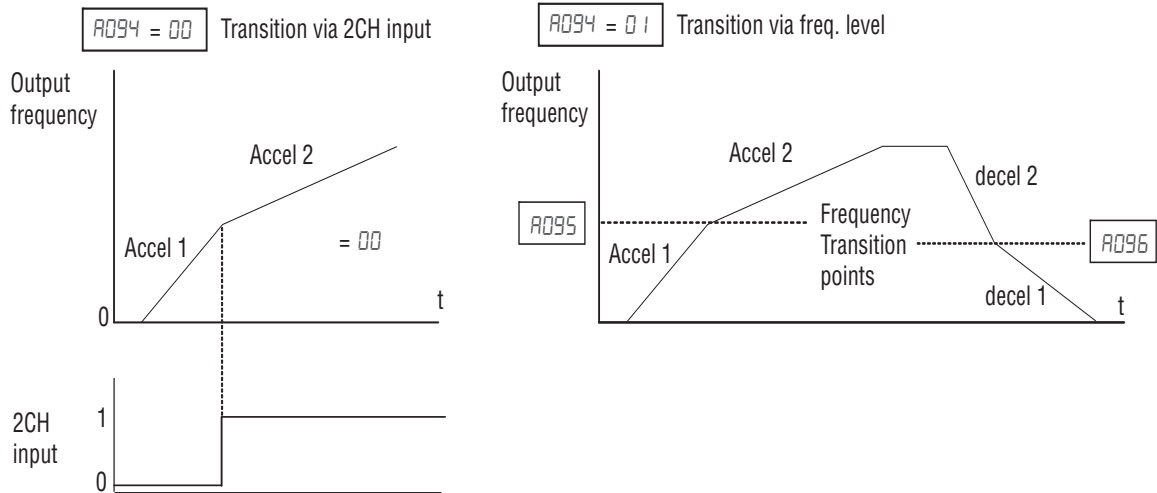 A094 = 00 Transition via 2CH input
Output
frequency
Accel 2
Accel 1
= 00
0
t
2CH
input
1
0
A094 = 01 Transition via freq. level
Output
frequency
Accel 2
decel 2
A095
Frequency
Transition
points
A096
Accel 1
decel 1
t